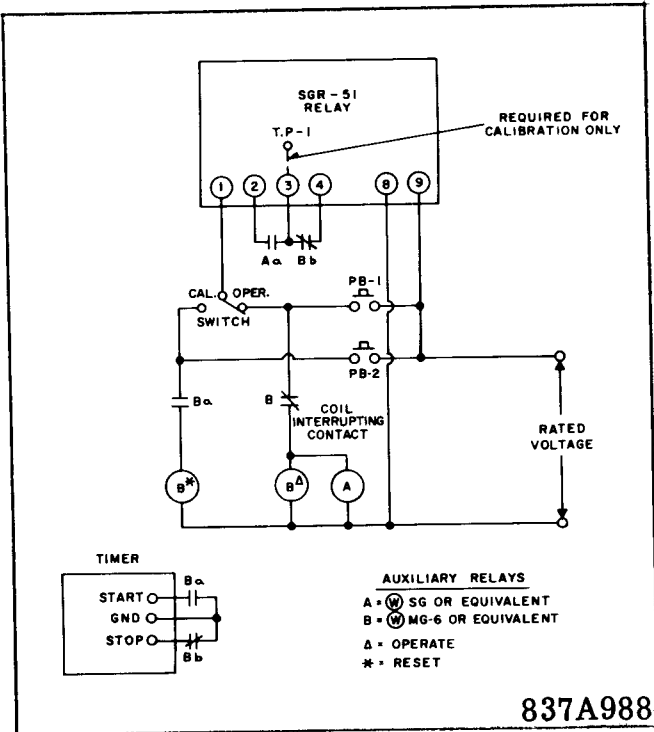 SGR-51
RELAY
T.P-1
REQUIRED FOR
CALIBRATION ONLY
1 2 3 4 8 9
Aa Bb
CAL. OPER.
SWITCH
PB-1
PB-2
Ba
B
COIL
INTERRUPTING
CONTACT
RATED
VOLTAGE
B* BΔ A
TIMER
START
GND
STOP
Ba
Bb
AUXILIARY RELAYS
A = W SG OR EQUIVALENT
B = W MG-6 OR EQUIVALENT
Δ = OPERATE
* = RESET
837A988